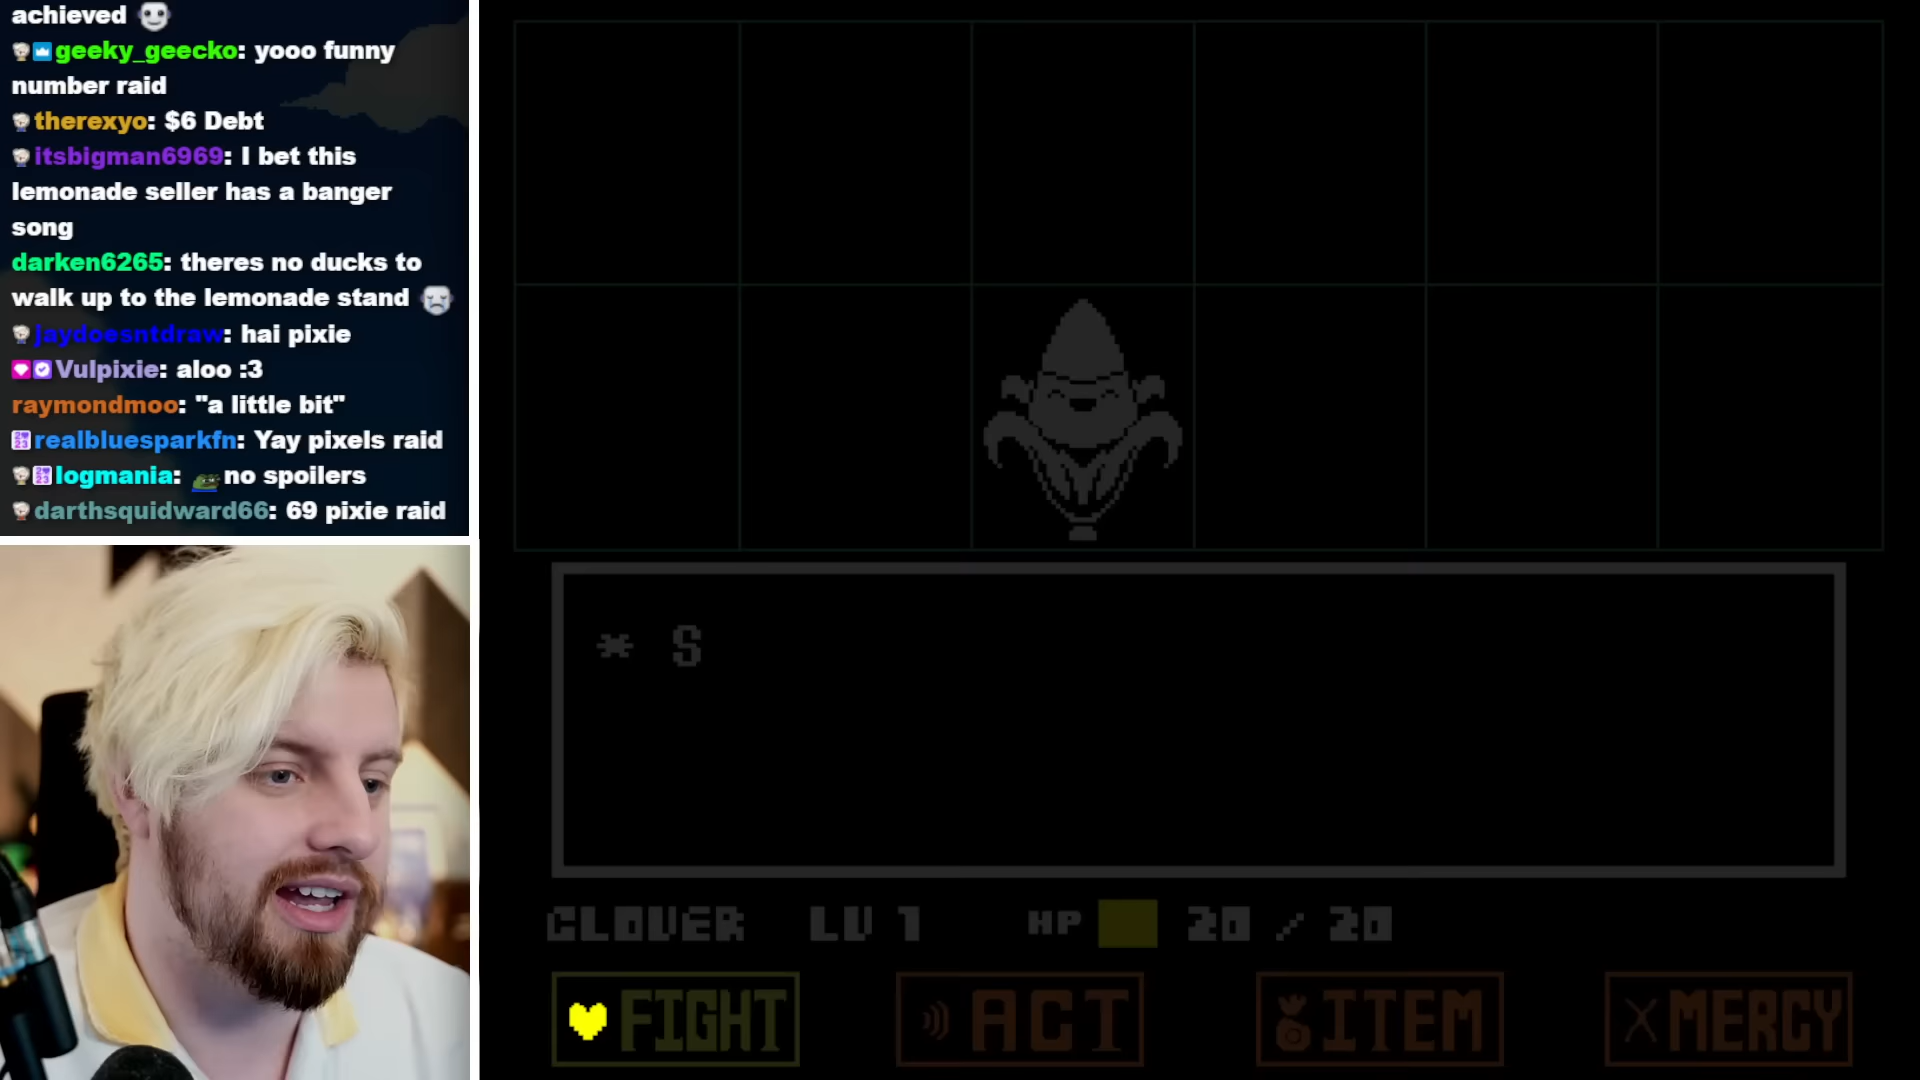 achieved
geeky_geecko: yooo funny
number raid
therexyo: $6 Debt
itsbigman6969: I bet this
lemonade seller has a banger
song
darken6265: theres no ducks to
walk up to the lemonade stand
jaydoesntdraw: hai pixie
Vulpixie: aloo :3
raymondmoo: "a little bit"
realbluesparkfn: Yay pixels raid
logmania: no spoilers
darthsquidward66: 69 pixie raid
* S
CLOVER LV 1 HP 20 / 20
FIGHT ACT ITEM MERCY